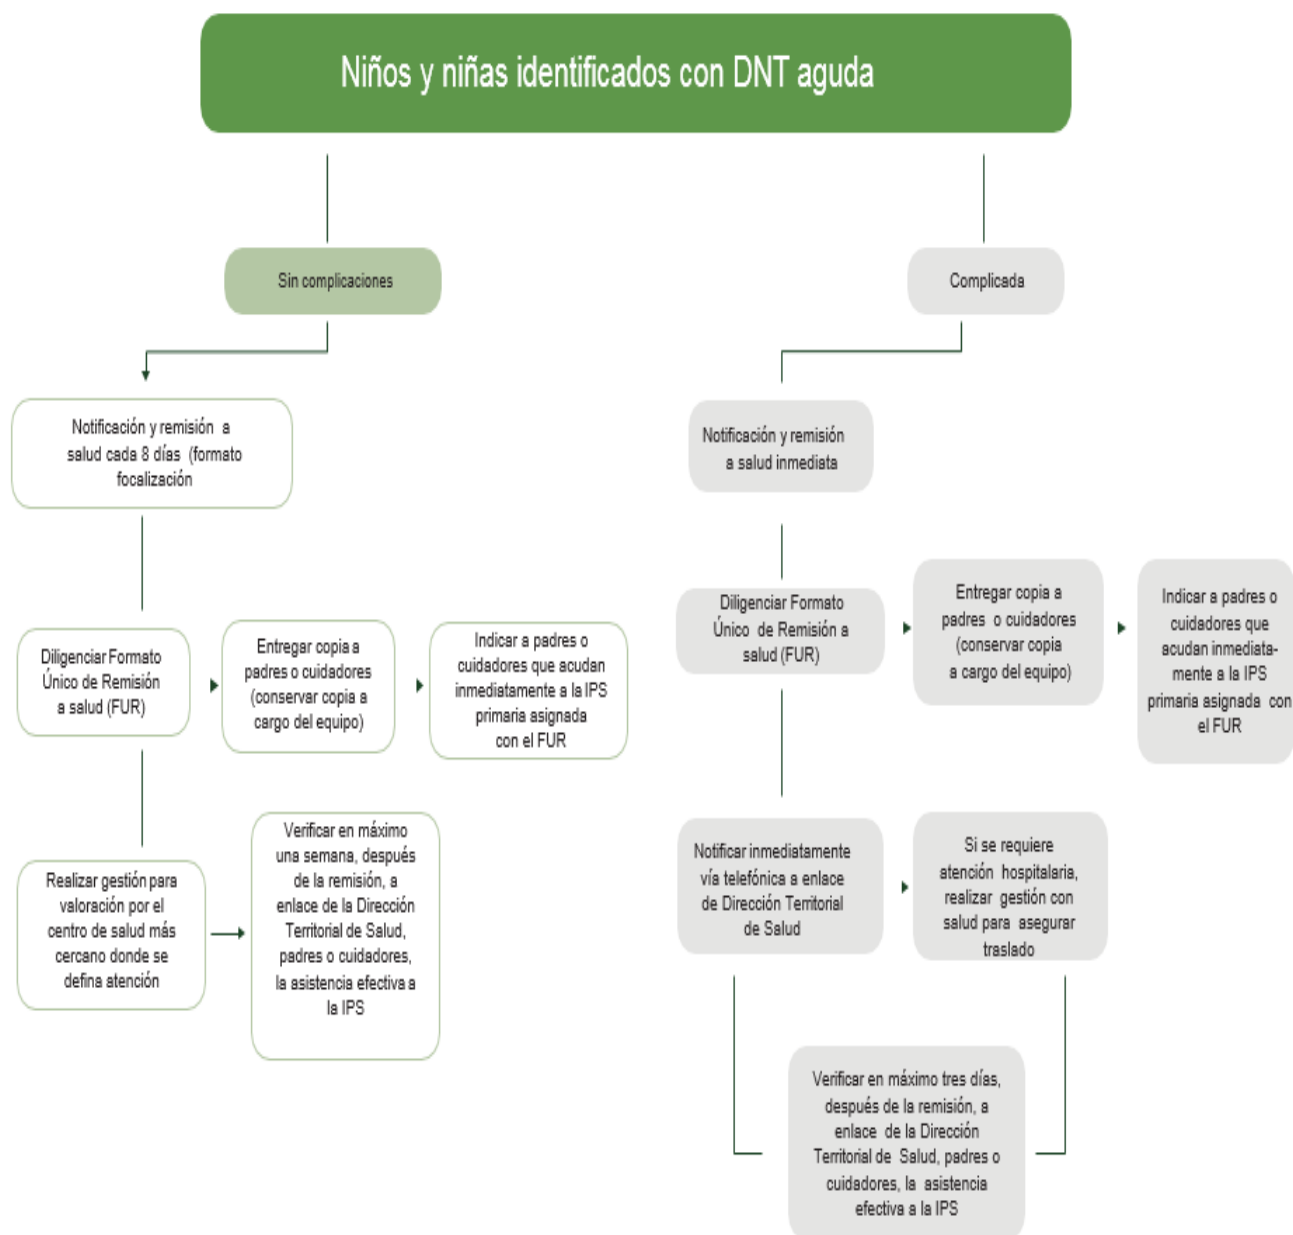 Niños y niñas identificados con DNT aguda
Sin complicaciones
Complicada
Notificación y remisión a
salud cada 8 días (formato
focalización
Notificación y remisión
a salud inmediata
Diligenciar Formato
Único de Remisión
a salud (FUR)
Entregar copia a
padres o cuidadores
(conservar copia a
cargo del equipo)
Indicar a padres o
cuidadores que acudan
inmediatamente a la IPS
primaria asignada
con el FUR
Diligenciar Formato
Único de Remisión a
salud (FUR)
Entregar copia a
padres o cuidadores
(conservar copia
a cargo del equipo)
Indicar a padres o
cuidadores que
acudan inmediata-
mente a la IPS
primaria asignada con
el FUR
Realizar gestión para
valoración por el
centro de salud más
cercano donde se
defina atención
Verificar en máximo
una semana, después
de la remisión, a
enlace de la Dirección
Territorial de Salud,
padres o cuidadores,
la asistencia efectiva a
la IPS
Notificar inmediatamente
vía telefónica a enlace
de Dirección Territorial
de Salud
Si se requiere
atención hospitalaria,
realizar gestión con
salud para asegurar
traslado
Verificar en máximo tres días,
después de la remisión, a
enlace de la Dirección
Territorial de Salud, padres o
cuidadores, la asistencia
efectiva a la IPS